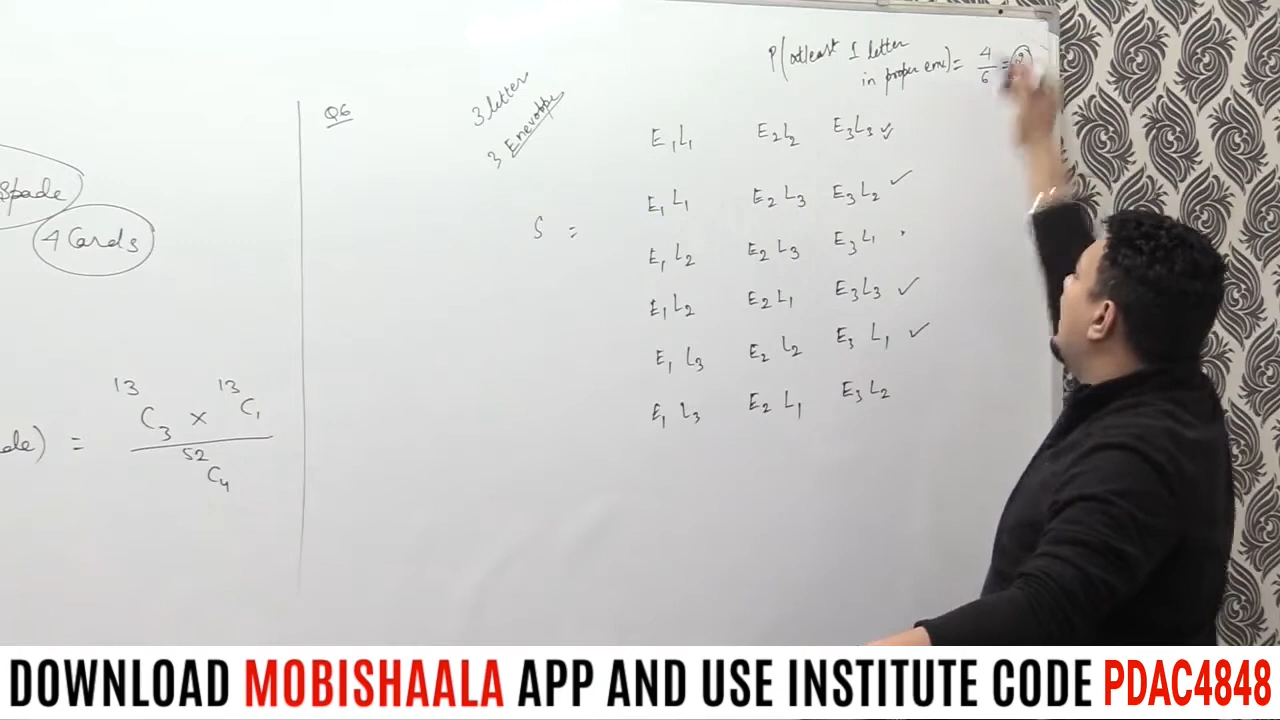 Spade
4 Cards
de) = 13C3 × 13C1 / 52C4
Q6
3 letter
3 Enevolope
P(atleast 1 letter
in proper env) = 4/6 =
S =
E1L1 E2L2 E3L3 ✓
E1L1 E2L3 E3L2 ✓
E1L2 E2L3 E3L1 .
E1L2 E2L1 E3L3 ✓
E1L3 E2L2 E3L1 ✓
E1L3 E2L1 E3L2
DOWNLOAD MOBISHAALA APP AND USE INSTITUTE CODE PDAC4848